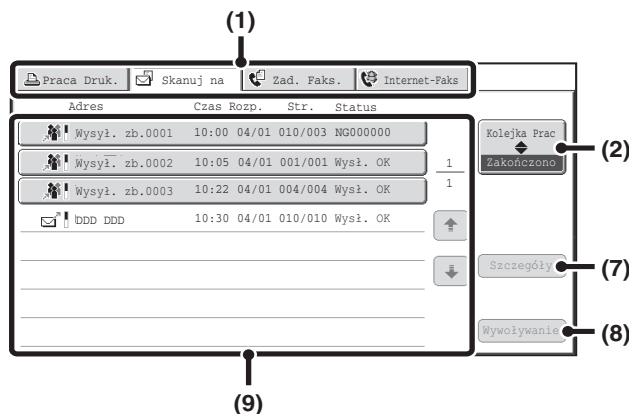 (1)
Praca Druk. Skanuj na Zad. Faks. Internet-Faks
Adres Czas Rozp. Str. Status
Wysył. zb.0001 10:00 04/01 010/003 NG000000
Wysył. zb.0002 10:05 04/01 001/001 Wysł. OK
Wysył. zb.0003 10:22 04/01 004/004 Wysł. OK
DDD DDD 10:30 04/01 010/010 Wysł. OK
1
1
Kolejka Prac
Zakończono
(2)
Szczegóły
(7)
Wywoływanie
(8)
(9)